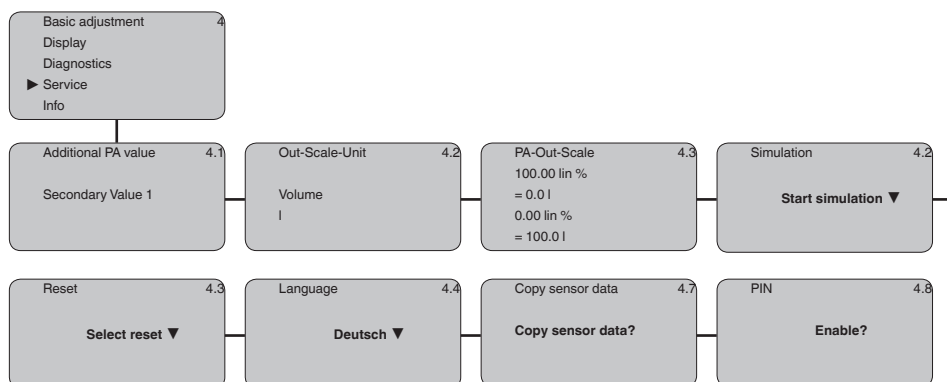 Basic adjustment 4
Display
Diagnostics
▶ Service
Info
Additional PA value 4.1
Secondary Value 1
Out-Scale-Unit 4.2
Volume
l
PA-Out-Scale 4.3
100.00 lin %
= 0.0 l
0.00 lin %
= 100.0 l
Simulation 4.2
Start simulation ▼
Reset 4.3
Select reset ▼
Language 4.4
Deutsch ▼
Copy sensor data 4.7
Copy sensor data?
PIN 4.8
Enable?